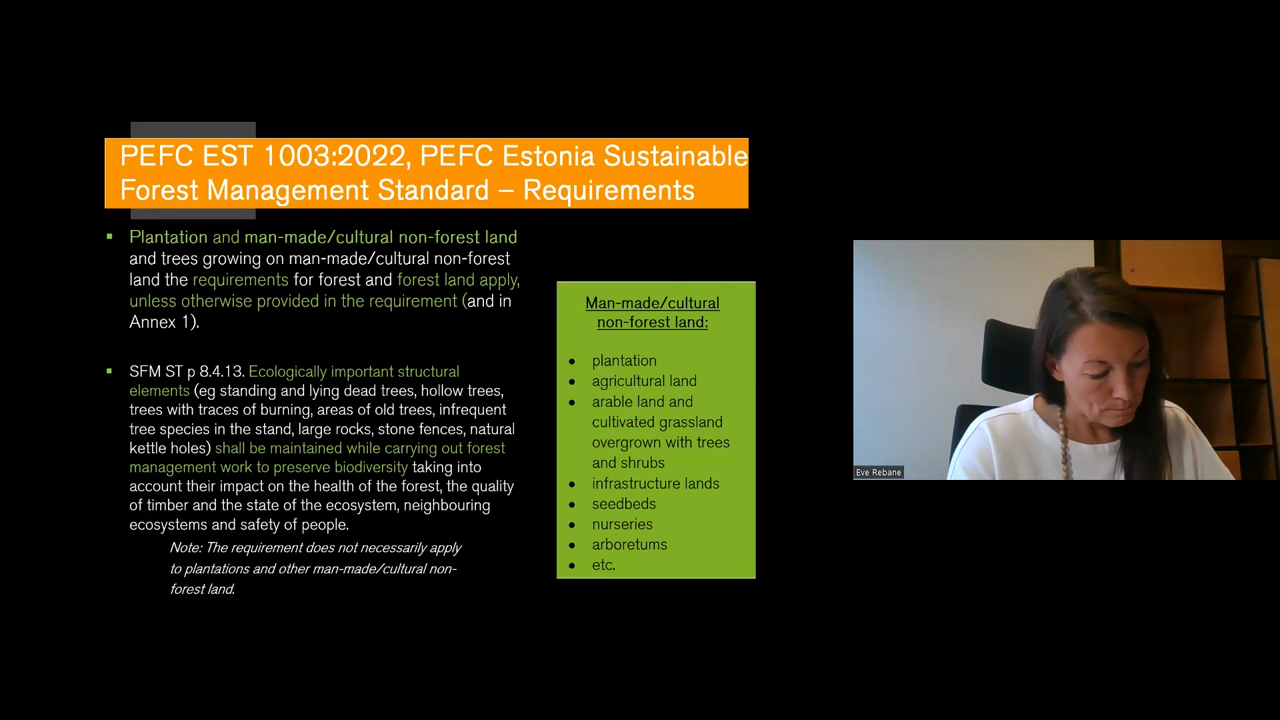 PEFC EST 1003:2022, PEFC Estonia Sustainable
Forest Management Standard – Requirements
▪ Plantation and man-made/cultural non-forest land
and trees growing on man-made/cultural non-forest
land the requirements for forest and forest land apply,
unless otherwise provided in the requirement (and in
Annex 1).
▪ SFM ST p 8.4.13. Ecologically important structural
elements (eg standing and lying dead trees, hollow trees,
trees with traces of burning, areas of old trees, infrequent
tree species in the stand, large rocks, stone fences, natural
kettle holes) shall be maintained while carrying out forest
management work to preserve biodiversity taking into
account their impact on the health of the forest, the quality
of timber and the state of the ecosystem, neighbouring
ecosystems and safety of people.
Note: The requirement does not necessarily apply
to plantations and other man-made/cultural non-
forest land.
Man-made/cultural
non-forest land:
• plantation
• agricultural land
• arable land and
cultivated grassland
overgrown with trees
and shrubs
• infrastructure lands
• seedbeds
• nurseries
• arboretums
• etc.
Eve Rebane